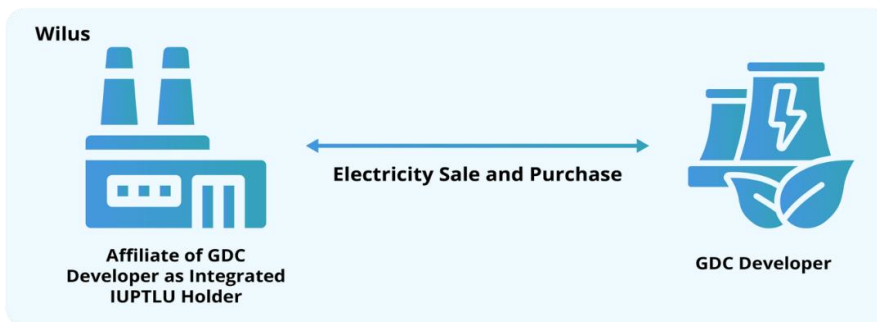 Wilus
Electricity Sale and Purchase
Affiliate of GDC
Developer as Integrated
IUPTLU Holder
GDC Developer